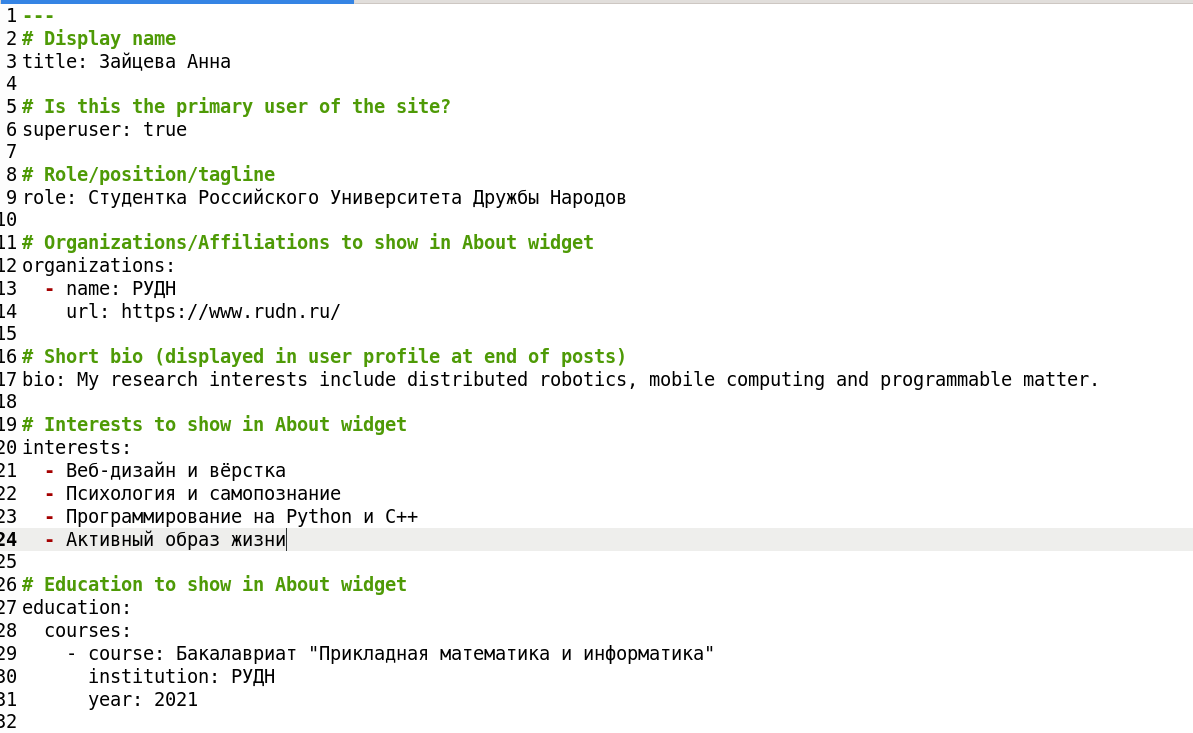 1 ---
2 # Display name
3 title: Зайцева Анна
4
5 # Is this the primary user of the site?
6 superuser: true
7
8 # Role/position/tagline
9 role: Студентка Российского Университета Дружбы Народов
10
11 # Organizations/Affiliations to show in About widget
12 organizations:
13   - name: РУДН
14     url: https://www.rudn.ru/
15
16 # Short bio (displayed in user profile at end of posts)
17 bio: My research interests include distributed robotics, mobile computing and programmable matter.
18
19 # Interests to show in About widget
20 interests:
21   - Веб-дизайн и вёрстка
22   - Психология и самопознание
23   - Программирование на Python и C++
24   - Активный образ жизни
25
26 # Education to show in About widget
27 education:
28   courses:
29     - course: Бакалавриат "Прикладная математика и информатика"
30       institution: РУДН
31       year: 2021
32